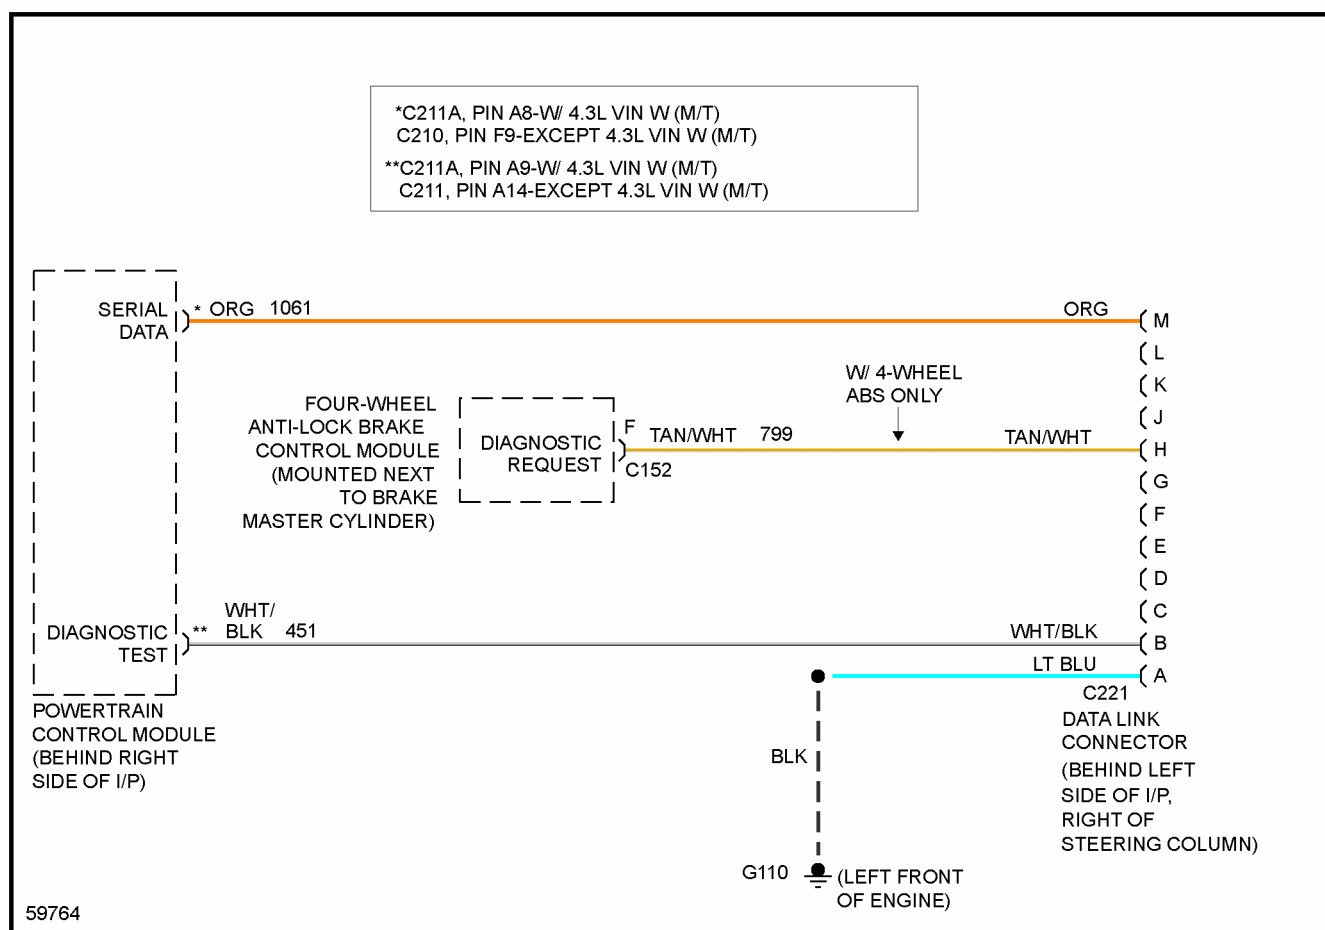 *C211A, PIN A8-W/ 4.3L VIN W (M/T)
C210, PIN F9-EXCEPT 4.3L VIN W (M/T)
**C211A, PIN A9-W/ 4.3L VIN W (M/T)
C211, PIN A14-EXCEPT 4.3L VIN W (M/T)
SERIAL
DATA
* ORG 1061
ORG
M
L
K
J
H
G
F
E
D
C
B
A
W/ 4-WHEEL
ABS ONLY
FOUR-WHEEL
ANTI-LOCK BRAKE
CONTROL MODULE
(MOUNTED NEXT
TO BRAKE
MASTER CYLINDER)
DIAGNOSTIC
REQUEST
F
C152
TAN/WHT 799
TAN/WHT
DIAGNOSTIC
TEST
**
WHT/
BLK 451
WHT/BLK
LT BLU
C221
POWERTRAIN
CONTROL MODULE
(BEHIND RIGHT
SIDE OF I/P)
DATA LINK
CONNECTOR
(BEHIND LEFT
SIDE OF I/P,
RIGHT OF
STEERING COLUMN)
BLK
G110
(LEFT FRONT
OF ENGINE)
59764